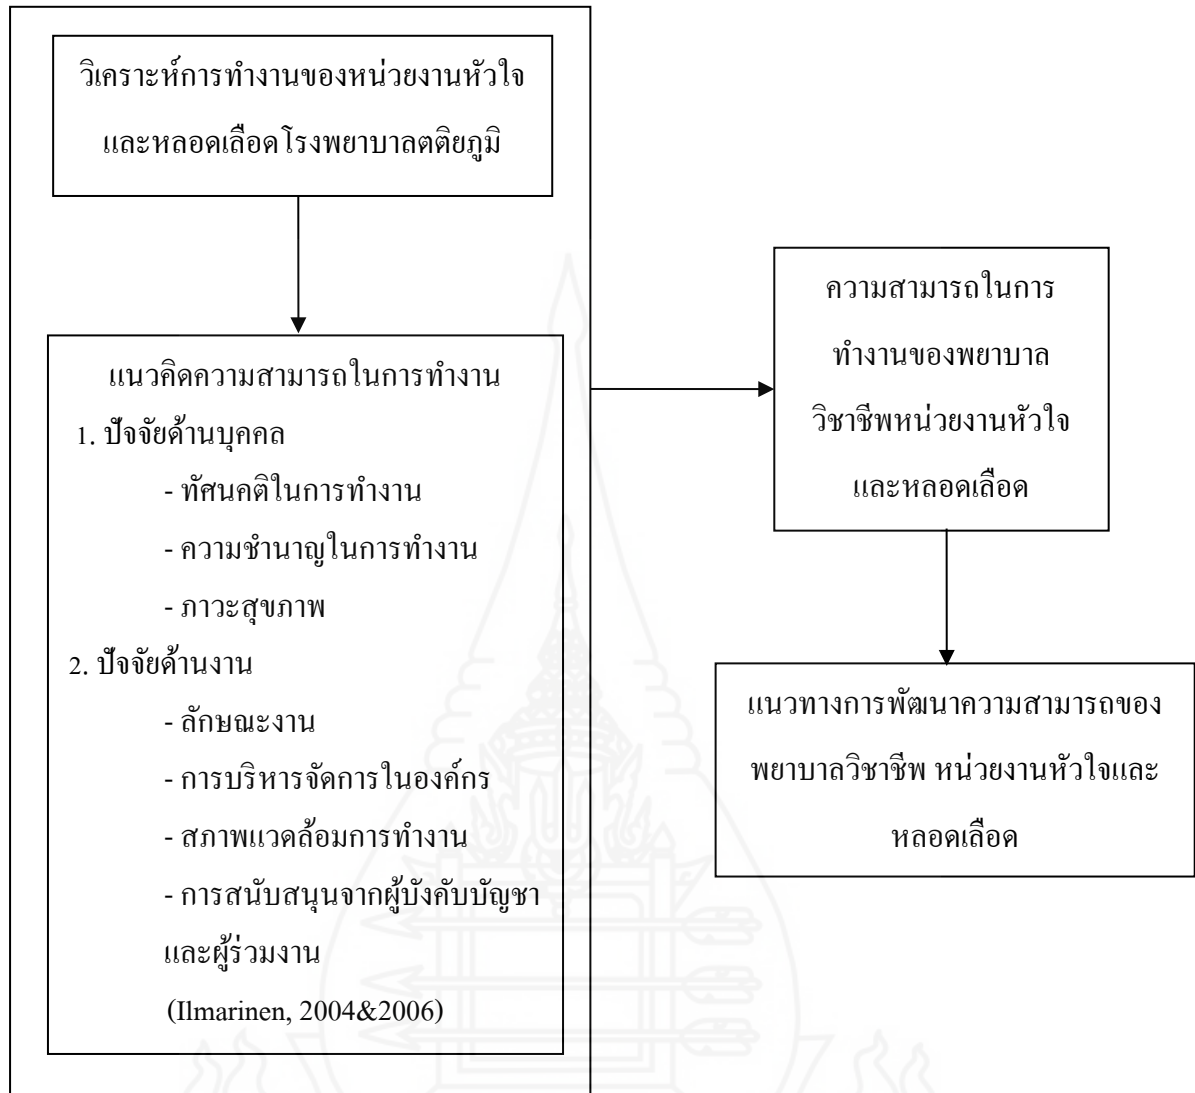 วิเคราะห์การทำงานของหน่วยงานหัวใจ
และหลอดเลือดโรงพยาบาลตติยภูมิ
แนวคิดความสามารถในการทำงาน
1. ปัจจัยด้านบุคคล
- ทัศนคติในการทำงาน
- ความชำนาญในการทำงาน
- ภาวะสุขภาพ
2. ปัจจัยด้านงาน
- ลักษณะงาน
- การบริหารจัดการในองค์กร
- สภาพแวดล้อมการทำงาน
- การสนับสนุนจากผู้บังคับบัญชา
และผู้ร่วมงาน
(Ilmarinen, 2004&2006)
ความสามารถในการ
ทำงานของพยาบาล
วิชาชีพหน่วยงานหัวใจ
และหลอดเลือด
แนวทางการพัฒนาความสามารถของ
พยาบาลวิชาชีพ หน่วยงานหัวใจและ
หลอดเลือด